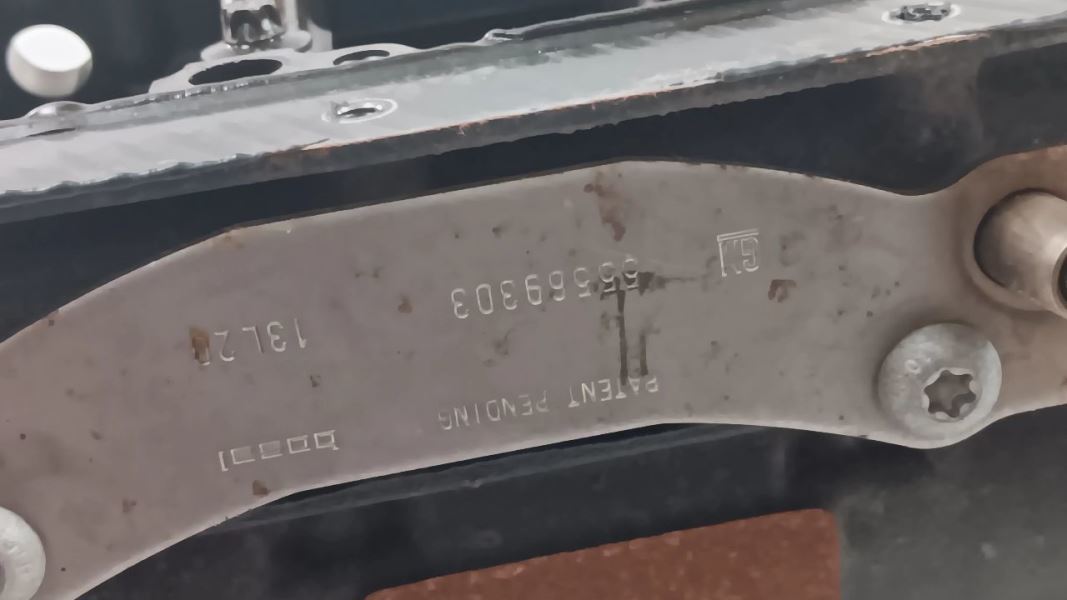 GM
55569303
PATENT PENDING